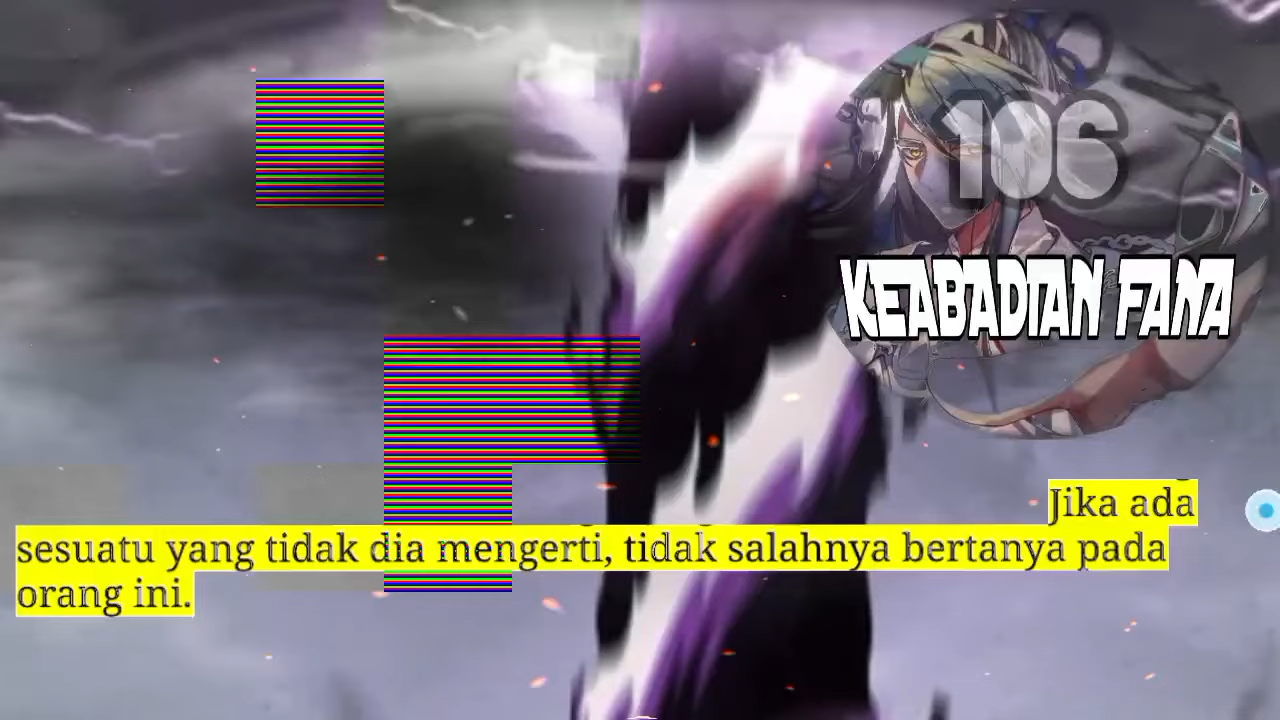 106
KEABADIAN FANA
Jika ada
sesuatu yang tidak dia mengerti, tidak salahnya bertanya pada
orang ini.